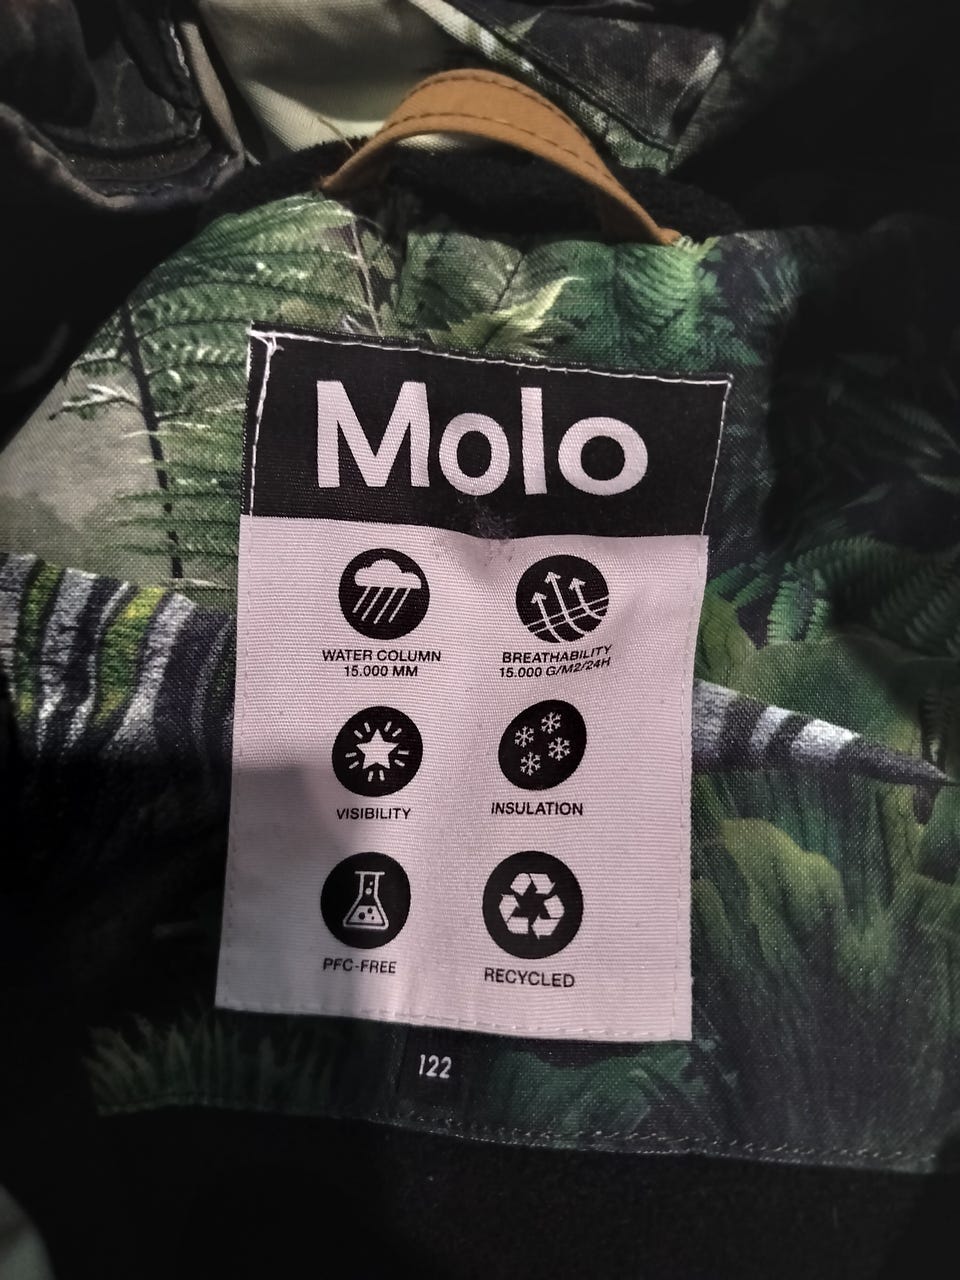 Molo
WATER COLUMN
15.000 MM
BREATHABILITY
15.000 G/M2/24H
VISIBILITY
INSULATION
PFC-FREE
RECYCLED
122